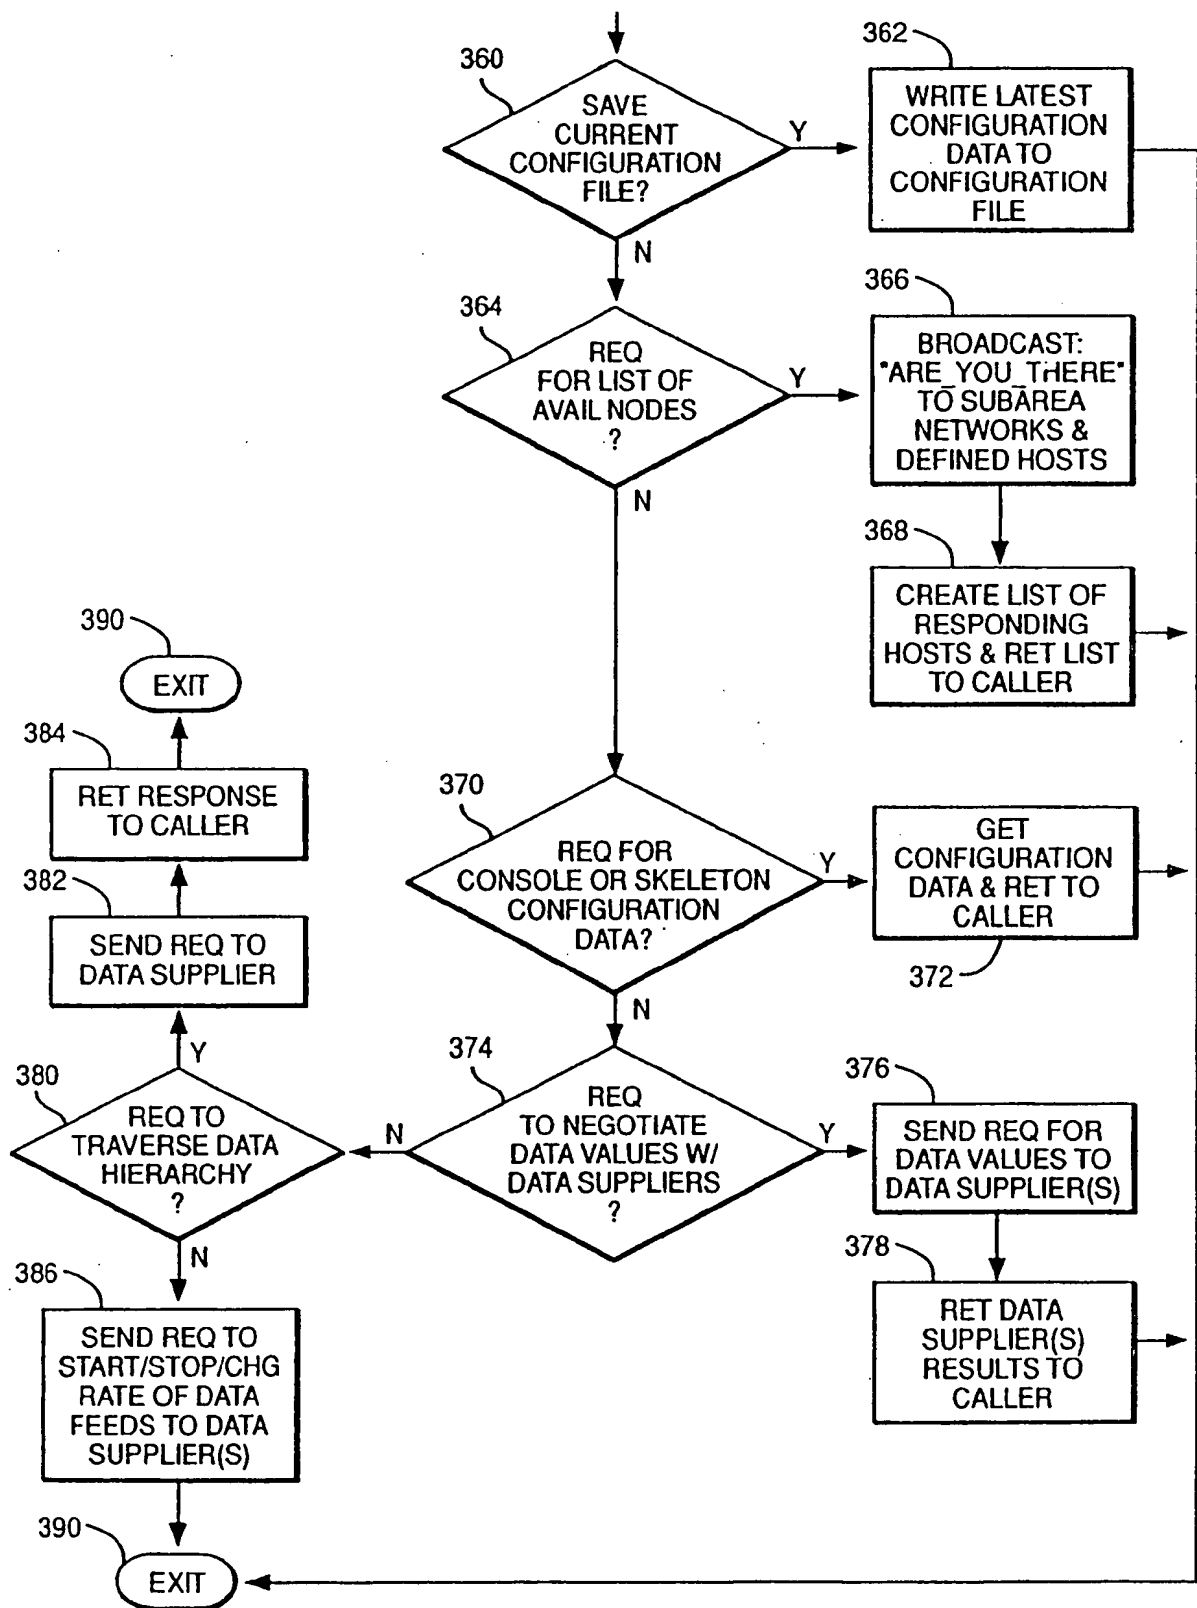 360
SAVE
CURRENT
CONFIGURATION
FILE?
Y
N
362
WRITE LATEST
CONFIGURATION
DATA TO
CONFIGURATION
FILE
364
REQ
FOR LIST OF
AVAIL NODES
?
Y
N
366
BROADCAST:
"ARE_YOU_THERE"
TO SUBAREA
NETWORKS &
DEFINED HOSTS
368
CREATE LIST OF
RESPONDING
HOSTS & RET LIST
TO CALLER
370
REQ FOR
CONSOLE OR SKELETON
CONFIGURATION
DATA?
Y
N
GET
CONFIGURATION
DATA & RET TO
CALLER
372
374
REQ
TO NEGOTIATE
DATA VALUES W/
DATA SUPPLIERS
?
Y
N
376
SEND REQ FOR
DATA VALUES TO
DATA SUPPLIER(S)
378
RET DATA
SUPPLIER(S)
RESULTS TO
CALLER
380
REQ TO
TRAVERSE DATA
HIERARCHY
?
Y
N
382
SEND REQ TO
DATA SUPPLIER
384
RET RESPONSE
TO CALLER
390
EXIT
386
SEND REQ TO
START/STOP/CHG
RATE OF DATA
FEEDS TO DATA
SUPPLIER(S)
390
EXIT